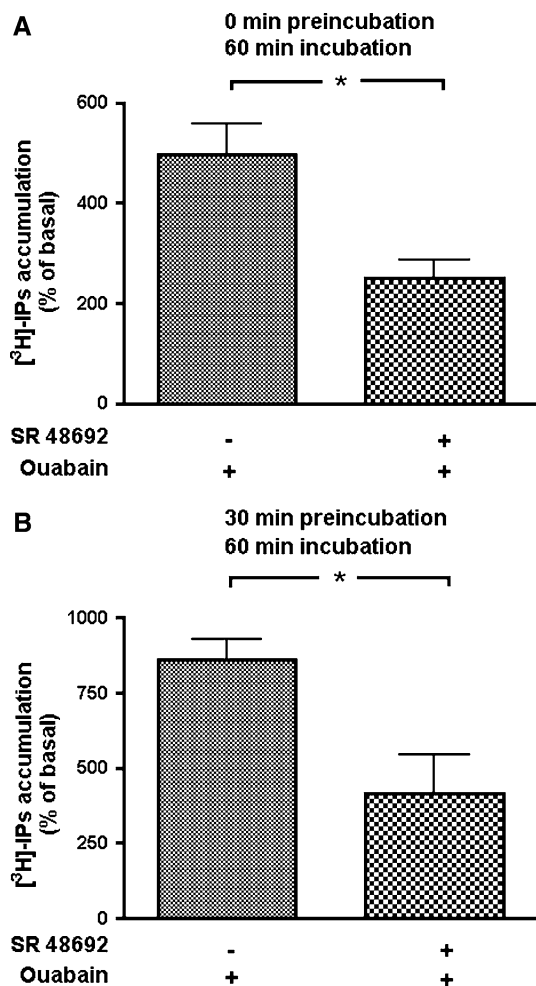 A
0 min preincubation
60 min incubation
*
[³H]-IPs accumulation
(% of basal)
600
400
200
0
SR 48692 - +
Ouabain + +
B
30 min preincubation
60 min incubation
*
[³H]-IPs accumulation
(% of basal)
1000
750
500
250
0
SR 48692 - +
Ouabain + +